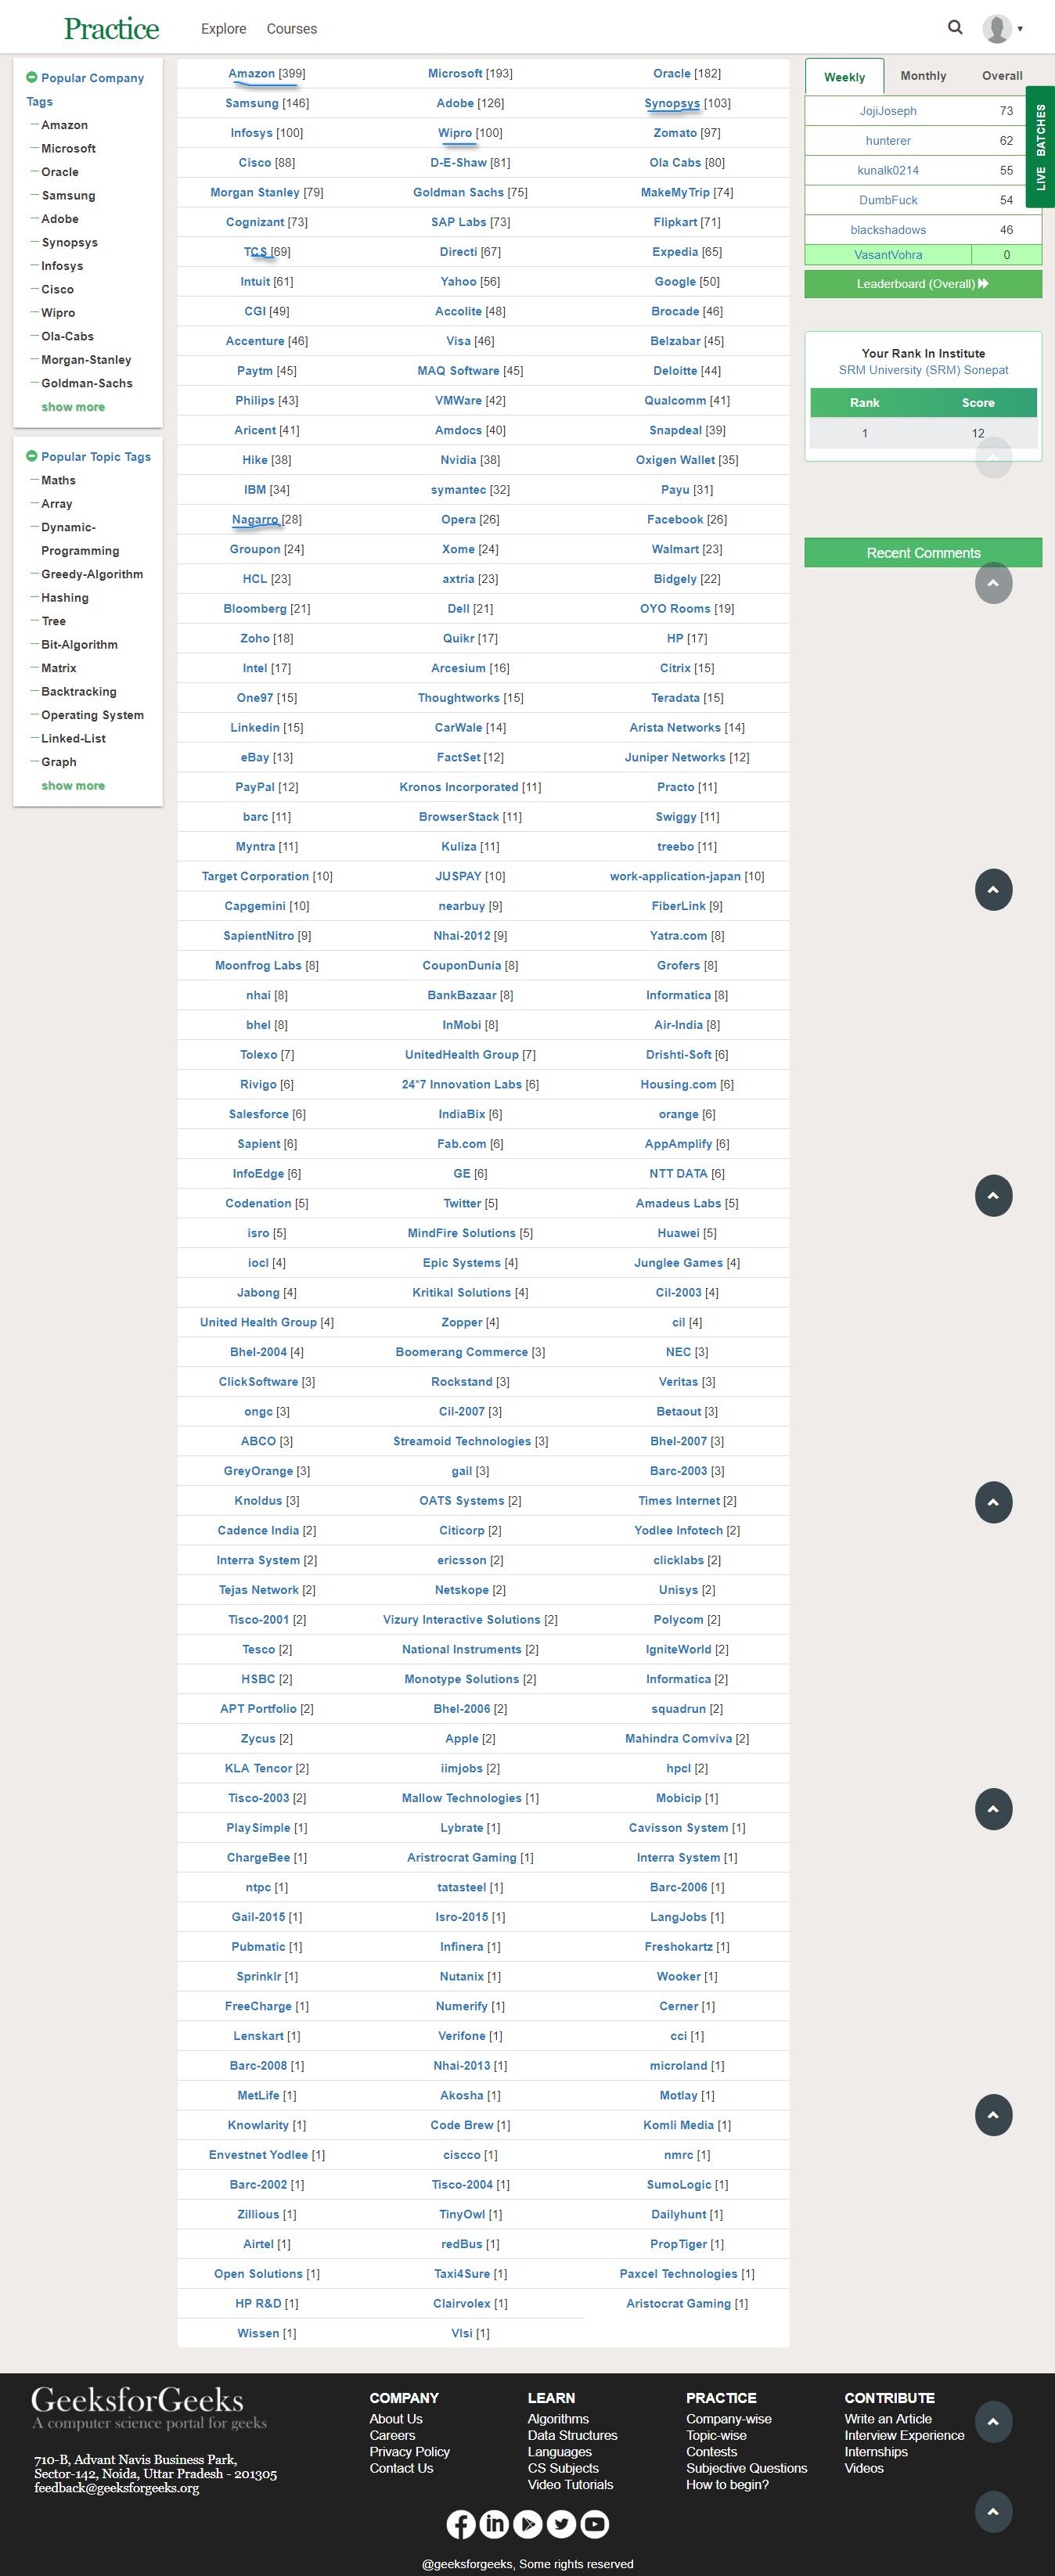 Practice Explore Courses
Popular Company Tags
Amazon
Microsoft
Oracle
Samsung
Adobe
Synopsys
Infosys
Cisco
Wipro
Ola-Cabs
Morgan-Stanley
Goldman-Sachs
show more
Popular Topic Tags
Maths
Array
Dynamic-
Programming
Greedy-Algorithm
Hashing
Tree
Bit-Algorithm
Matrix
Backtracking
Operating System
Linked-List
Graph
show more
Amazon [399] Microsoft [193] Oracle [182]
Samsung [146] Adobe [126] Synopsys [103]
Infosys [100] Wipro [100] Zomato [97]
Cisco [88] D-E-Shaw [81] Ola Cabs [80]
Morgan Stanley [79] Goldman Sachs [75] MakeMyTrip [74]
Cognizant [73] SAP Labs [73] Flipkart [71]
TCS [69] Directi [67] Expedia [65]
Intuit [61] Yahoo [56] Google [50]
CGI [49] Accolite [48] Brocade [46]
Accenture [46] Visa [46] Belzabar [45]
Paytm [45] MAQ Software [45] Deloitte [44]
Philips [43] VMWare [42] Qualcomm [41]
Aricent [41] Amdocs [40] Snapdeal [39]
Hike [38] Nvidia [38] Oxigen Wallet [35]
IBM [34] symantec [32] Payu [31]
Nagarro [28] Opera [26] Facebook [26]
Groupon [24] Xome [24] Walmart [23]
HCL [23] axtria [23] Bidgely [22]
Bloomberg [21] Dell [21] OYO Rooms [19]
Zoho [18] Quikr [17] HP [17]
Intel [17] Arcesium [16] Citrix [15]
One97 [15] Thoughtworks [15] Teradata [15]
Linkedin [15] CarWale [14] Arista Networks [14]
eBay [13] FactSet [12] Juniper Networks [12]
PayPal [12] Kronos Incorporated [11] Practo [11]
barc [11] BrowserStack [11] Swiggy [11]
Myntra [11] Kuliza [11] treebo [11]
Target Corporation [10] JUSPAY [10] work-application-japan [10]
Capgemini [10] nearbuy [9] FiberLink [9]
SapientNitro [9] Nhai-2012 [9] Yatra.com [8]
Moonfrog Labs [8] CouponDunia [8] Grofers [8]
nhai [8] BankBazaar [8] Informatica [8]
bhel [8] InMobi [8] Air-India [8]
Tolexo [7] UnitedHealth Group [7] Drishti-Soft [6]
Rivigo [6] 24*7 Innovation Labs [6] Housing.com [6]
Salesforce [6] IndiaBix [6] orange [6]
Sapient [6] Fab.com [6] AppAmplify [6]
InfoEdge [6] GE [6] NTT DATA [6]
Codenation [5] Twitter [5] Amadeus Labs [5]
isro [5] MindFire Solutions [5] Huawei [5]
iocl [4] Epic Systems [4] Junglee Games [4]
Jabong [4] Kritikal Solutions [4] Cil-2003 [4]
United Health Group [4] Zopper [4] cil [4]
Bhel-2004 [4] Boomerang Commerce [3] NEC [3]
ClickSoftware [3] Rockstand [3] Veritas [3]
ongc [3] Cil-2007 [3] Betaout [3]
ABCO [3] Streamoid Technologies [3] Bhel-2007 [3]
GreyOrange [3] gail [3] Barc-2003 [3]
Knoldus [3] OATS Systems [2] Times Internet [2]
Cadence India [2] Citicorp [2] Yodlee Infotech [2]
Interra System [2] ericsson [2] clicklabs [2]
Tejas Network [2] Netskope [2] Unisys [2]
Tisco-2001 [2] Vizury Interactive Solutions [2] Polycom [2]
Tesco [2] National Instruments [2] IgniteWorld [2]
HSBC [2] Monotype Solutions [2] Informatica [2]
APT Portfolio [2] Bhel-2006 [2] squadrun [2]
Zycus [2] Apple [2] Mahindra Comviva [2]
KLA Tencor [2] iimjobs [2] hpcl [2]
Tisco-2003 [2] Mallow Technologies [1] Mobicip [1]
PlaySimple [1] Lybrate [1] Cavisson System [1]
ChargeBee [1] Aristrocrat Gaming [1] Interra System [1]
ntpc [1] tatasteel [1] Barc-2006 [1]
Gail-2015 [1] Isro-2015 [1] LangJobs [1]
Pubmatic [1] Infinera [1] Freshokartz [1]
Sprinklr [1] Nutanix [1] Wooker [1]
FreeCharge [1] Numerify [1] Cerner [1]
Lenskart [1] Verifone [1] cci [1]
Barc-2008 [1] Nhai-2013 [1] microland [1]
MetLife [1] Akosha [1] Motlay [1]
Knowlarity [1] Code Brew [1] Komli Media [1]
Envestnet Yodlee [1] ciscco [1] nmrc [1]
Barc-2002 [1] Tisco-2004 [1] SumoLogic [1]
Zillious [1] TinyOwl [1] Dailyhunt [1]
Airtel [1] redBus [1] PropTiger [1]
Open Solutions [1] Taxi4Sure [1] Paxcel Technologies [1]
HP R&D [1] Clairvolex [1] Aristocrat Gaming [1]
Wissen [1] Vlsi [1]
Weekly Monthly Overall
JojiJoseph 73
hunterer 62
kunalk0214 55
DumbFuck 54
blackshadows 46
VasantVohra 0
Leaderboard (Overall)
LIVE BATCHES
Your Rank In Institute
SRM University (SRM) Sonepat
Rank Score
1 12
Recent Comments
GeeksforGeeks
A computer science portal for geeks
710-B, Advant Navis Business Park,
Sector-142, Noida, Uttar Pradesh - 201305
feedback@geeksforgeeks.org
COMPANY
About Us
Careers
Privacy Policy
Contact Us
LEARN
Algorithms
Data Structures
Languages
CS Subjects
Video Tutorials
PRACTICE
Company-wise
Topic-wise
Contests
Subjective Questions
How to begin?
CONTRIBUTE
Write an Article
Interview Experience
Internships
Videos
@geeksforgeeks, Some rights reserved